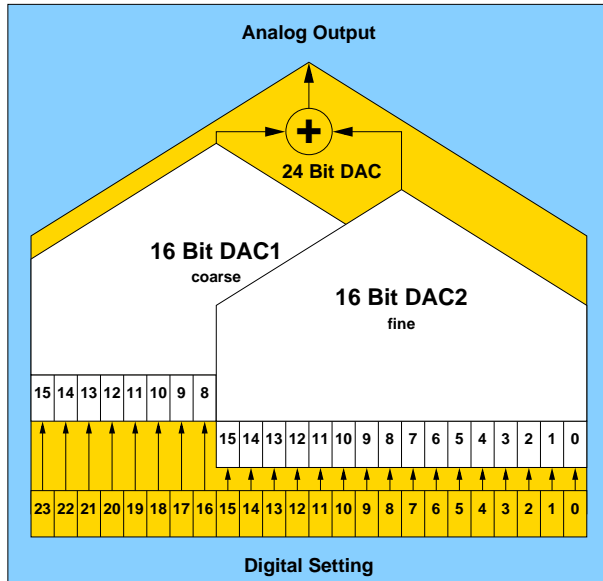 Analog Output
+
24 Bit DAC
16 Bit DAC1
coarse
16 Bit DAC2
fine
15 14 13 12 11 10 9 8
15 14 13 12 11 10 9 8 7 6 5 4 3 2 1 0
23 22 21 20 19 18 17 16 15 14 13 12 11 10 9 8 7 6 5 4 3 2 1 0
Digital Setting